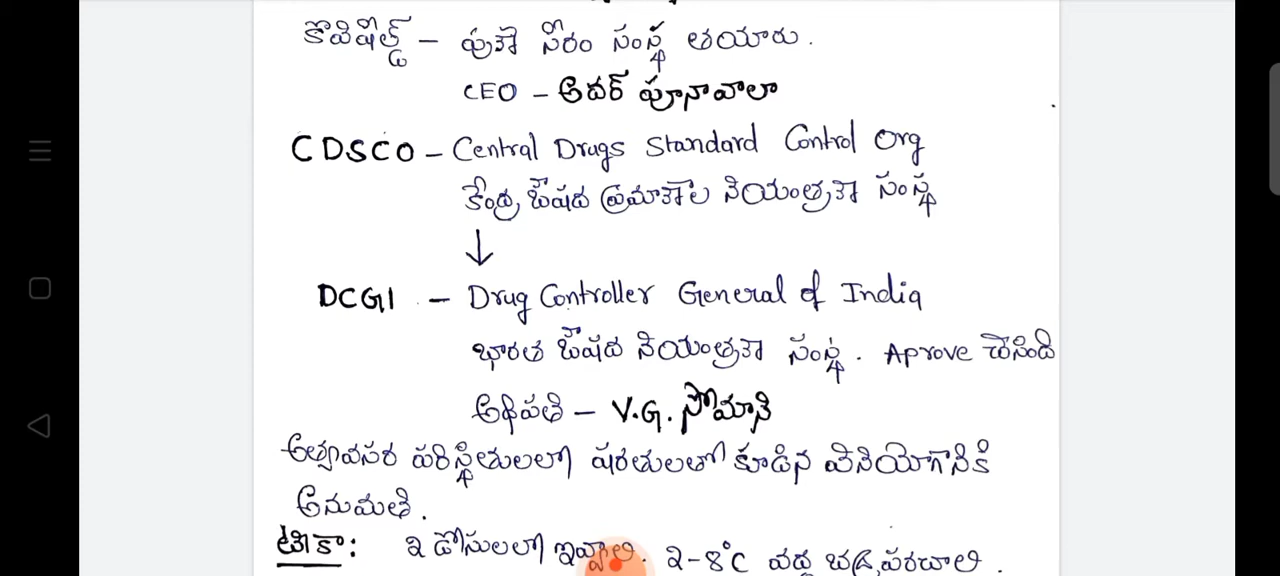 కొవిషీల్డ్ – పుణె సీరం సంస్థ తయారు.
CEO – అదర్ పూనావాలా
CDSCO – Central Drugs Standard Control Org
కేంద్ర ఔషద ప్రమాణాల నియంత్రణ సంస్థ
↓
DCGI – Drug Controller General of India
భారత ఔషద నియంత్రణ సంస్థ. Aprove చేసింది
అధిపతి – V.G. సోమాని
అత్యవసర పరిస్థితులలో షరతులతో కూడిన వినియోగానికి
అనుమతి.
టీకా: 2 డోసులలో ఇవ్వాలి. 2-8°C వద్ద భద్రపరచాలి.